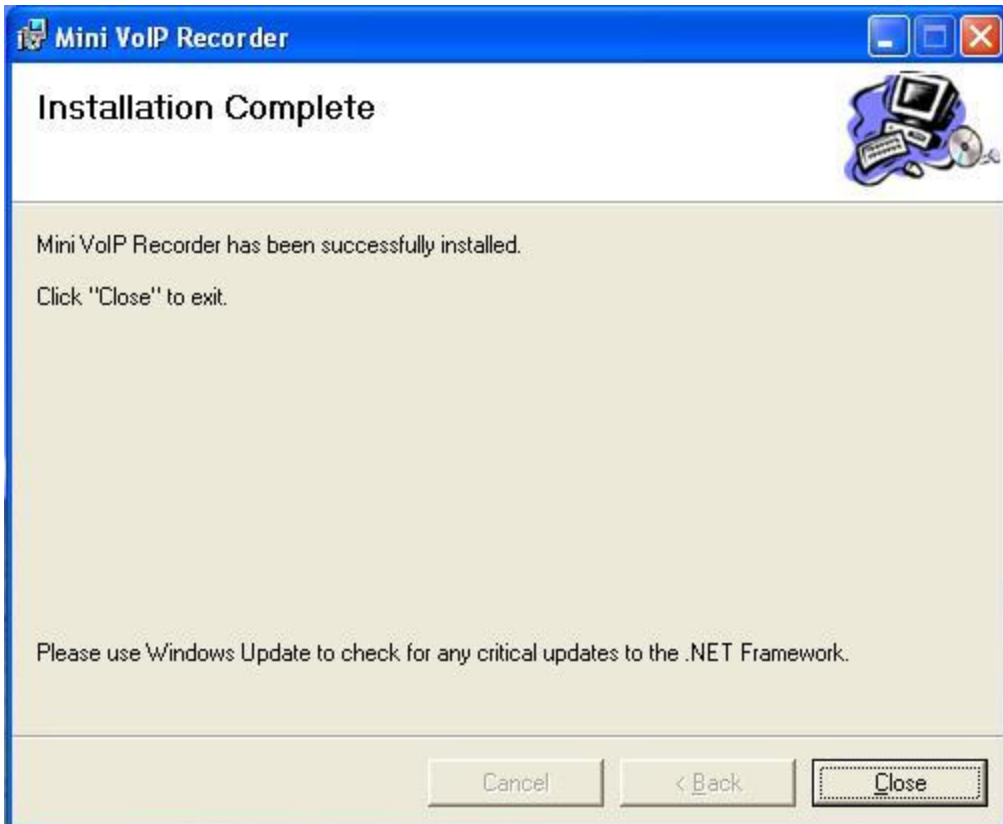 Mini VoIP Recorder
Installation Complete
Mini VoIP Recorder has been successfully installed.
Click "Close" to exit.
Please use Windows Update to check for any critical updates to the .NET Framework.
Cancel
< Back
Close